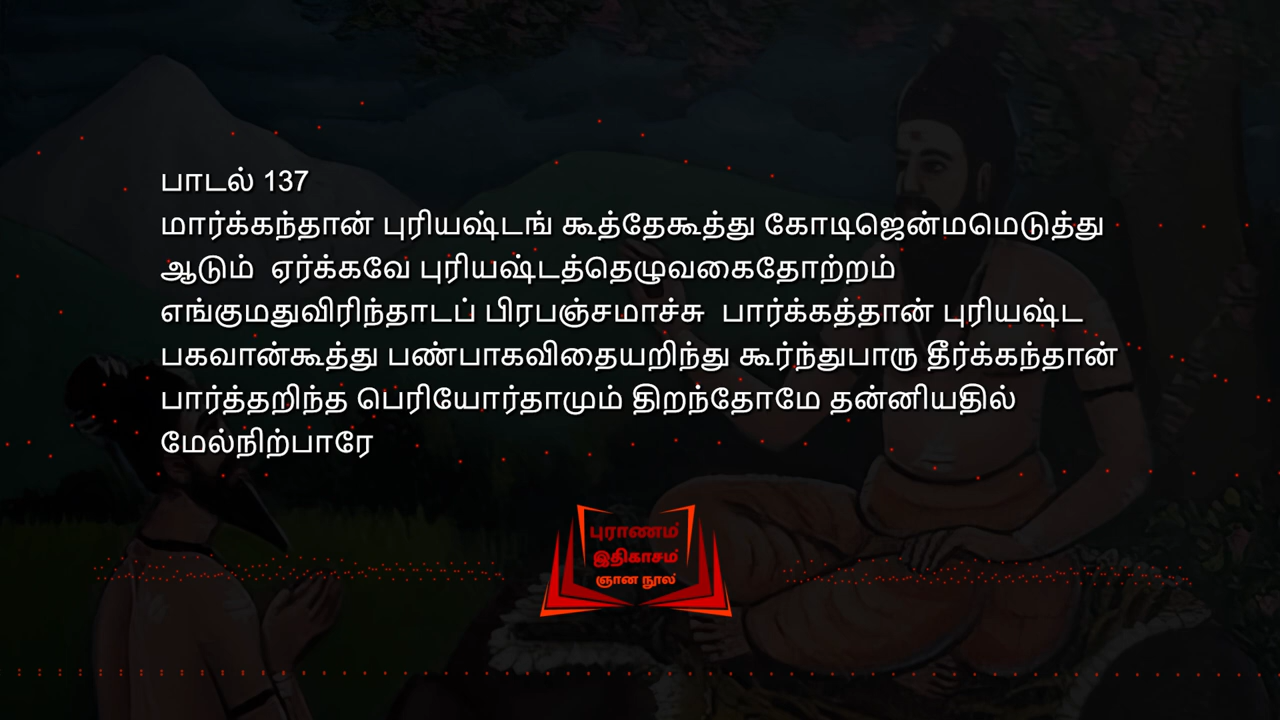 பாடல் 137
மார்க்கந்தான் புரியஷ்டங் கூத்தேகூத்து கோடிஜென்மமெடுத்து
ஆடும் ஏர்க்கவே புரியஷ்டத்தெழுவகைதோற்றம்
எங்குமதுவிரிந்தாடப் பிரபஞ்சமாச்சு பார்க்கத்தான் புரியஷ்ட
பகவான்கூத்து பண்பாகவிதையறிந்து கூர்ந்துபாரு தீர்க்கந்தான்
பார்த்தறிந்த பெரியோர்தாமும் திறந்தோமே தன்னியதில்
மேல்நிற்பாரே
புராணம்
இதிகாசம்
ஞான நூல்